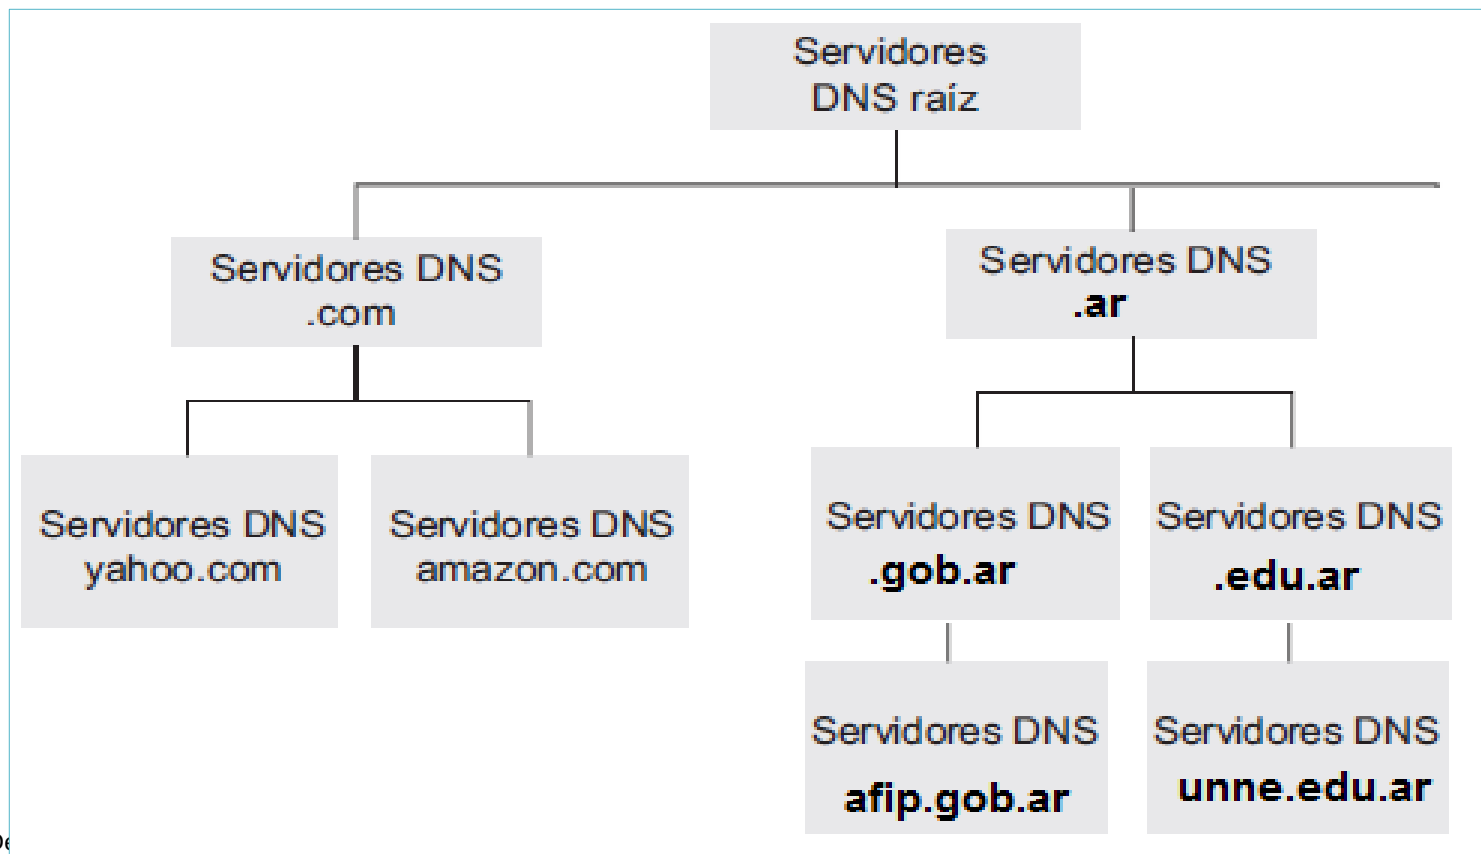 Servidores
DNS raíz
Servidores DNS
.com
Servidores DNS
.ar
Servidores DNS
yahoo.com
Servidores DNS
amazon.com
Servidores DNS
.gob.ar
Servidores DNS
.edu.ar
Servidores DNS
afip.gob.ar
Servidores DNS
unne.edu.ar